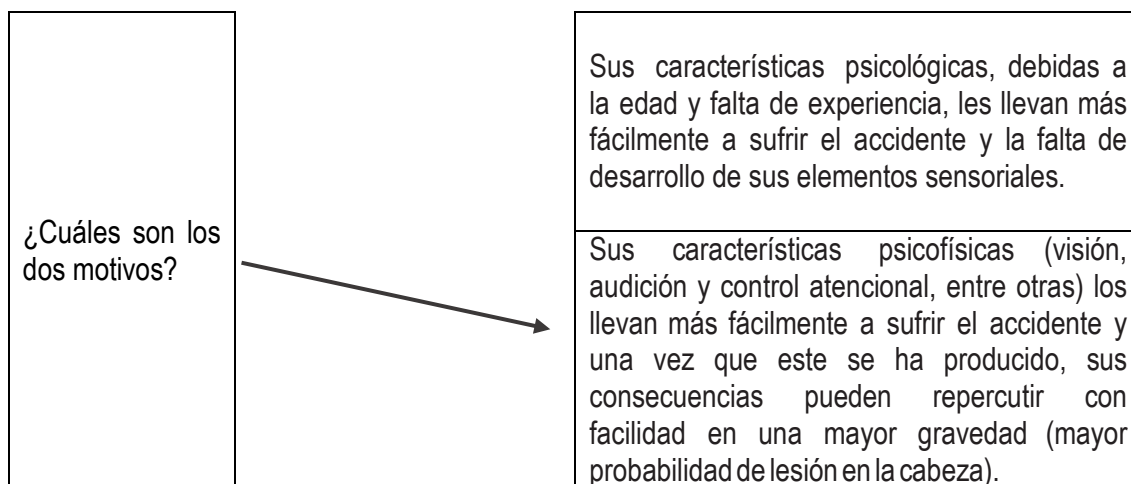 ¿Cuáles son los
dos motivos?
Sus características psicológicas, debidas a
la edad y falta de experiencia, les llevan más
fácilmente a sufrir el accidente y la falta de
desarrollo de sus elementos sensoriales.
Sus características psicofísicas (visión,
audición y control atencional, entre otras) los
llevan más fácilmente a sufrir el accidente y
una vez que este se ha producido, sus
consecuencias pueden repercutir con
facilidad en una mayor gravedad (mayor
probabilidad de lesión en la cabeza).